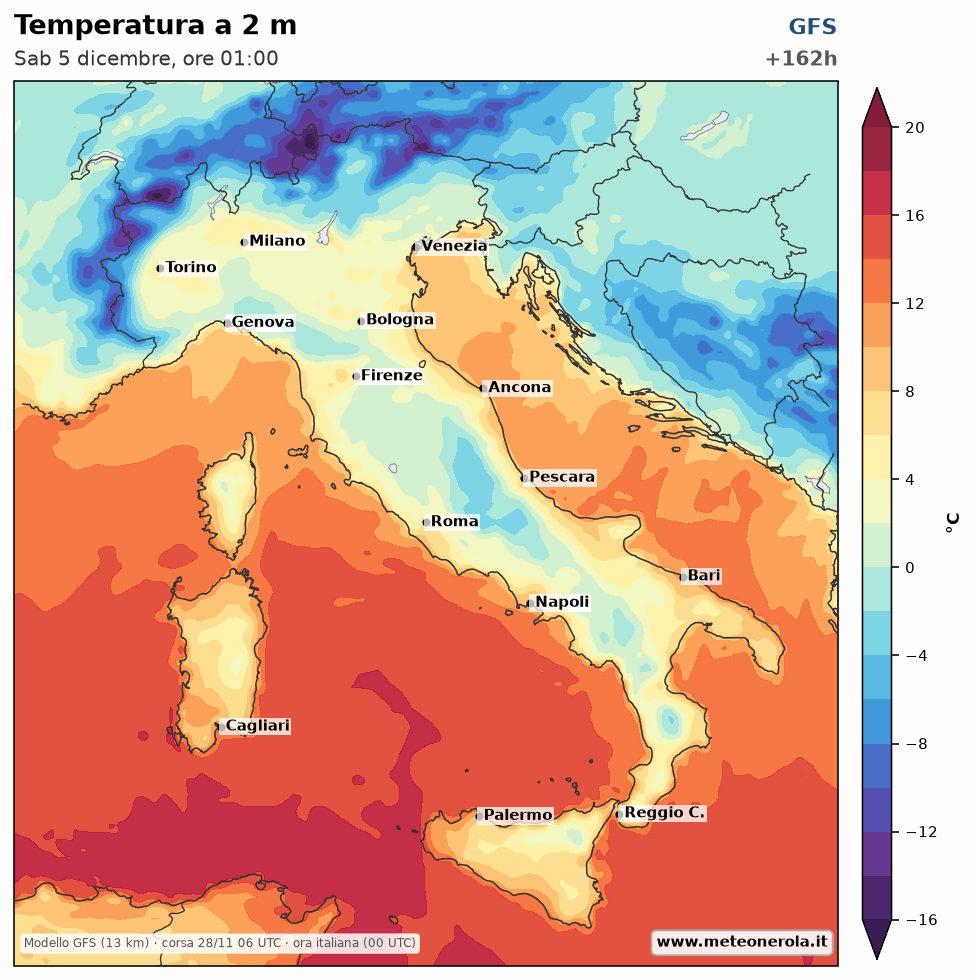 Temperatura a 2 m
GFS
Sab 5 dicembre, ore 01:00
+162h
Milano
Venezia
Torino
Genova
Bologna
Firenze
Ancona
Pescara
Roma
Bari
Napoli
Cagliari
Palermo
Reggio C.
20
16
12
8
4
0
−4
−8
−12
−16
°C
Modello GFS (13 km) · corsa 28/11 06 UTC · ora italiana (00 UTC)
www.meteonerola.it